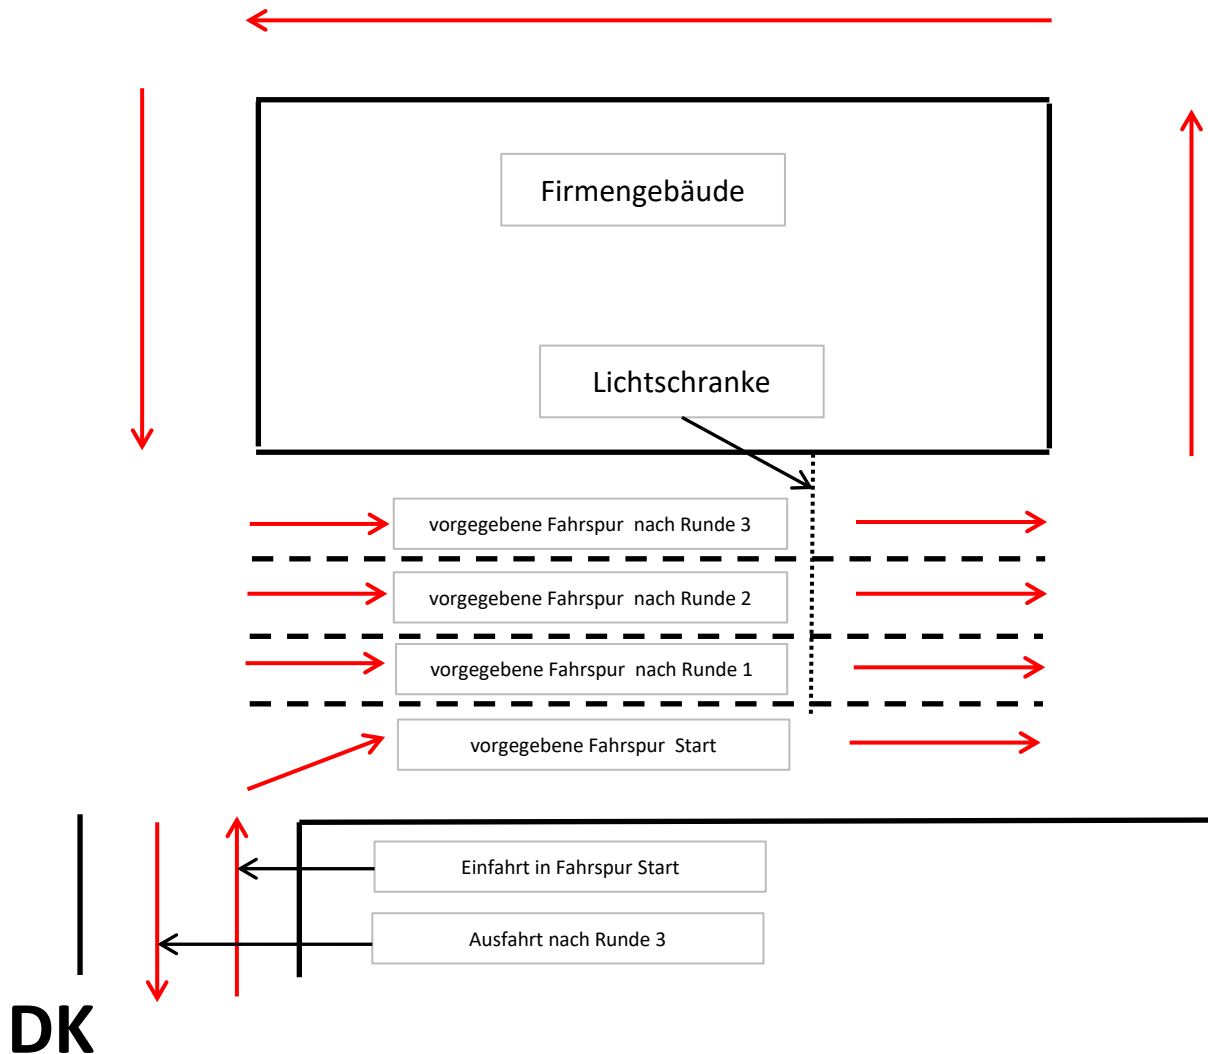 Firmengebäude
Lichtschranke
vorgegebene Fahrspur nach Runde 3
vorgegebene Fahrspur nach Runde 2
vorgegebene Fahrspur nach Runde 1
vorgegebene Fahrspur Start
Einfahrt in Fahrspur Start
Ausfahrt nach Runde 3
DK